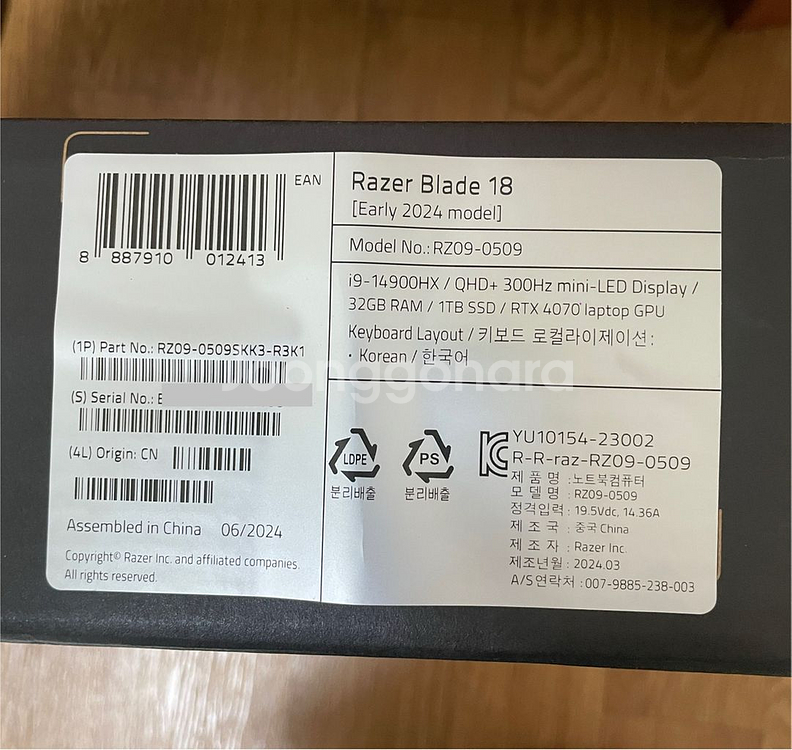 EAN
8 887910 012413
(1P) Part No.: RZ09-0509SKK3-R3K1
(S) Serial No.: E
(4L) Origin: CN
Assembled in China 06/2024
Copyright© Razer Inc. and affiliated companies.
All rights reserved.
Razer Blade 18
[Early 2024 model]
Model No.: RZ09-0509
i9-14900HX / QHD+ 300Hz mini-LED Display /
32GB RAM / 1TB SSD / RTX 4070 laptop GPU
Keyboard Layout / 키보드 로컬라이제이션:
• Korean / 한국어
Joonggonara
LDPE
분리배출
PS
분리배출
YU10154-23002
R-R-raz-RZ09-0509
제 품 명 : 노트북컴퓨터
모 델 명 : RZ09-0509
정격입력 : 19.5Vdc, 14.36A
제 조 국 : 중국 China
제 조 자 : Razer Inc.
제조년월 : 2024.03
A/S연락처 : 007-9885-238-003